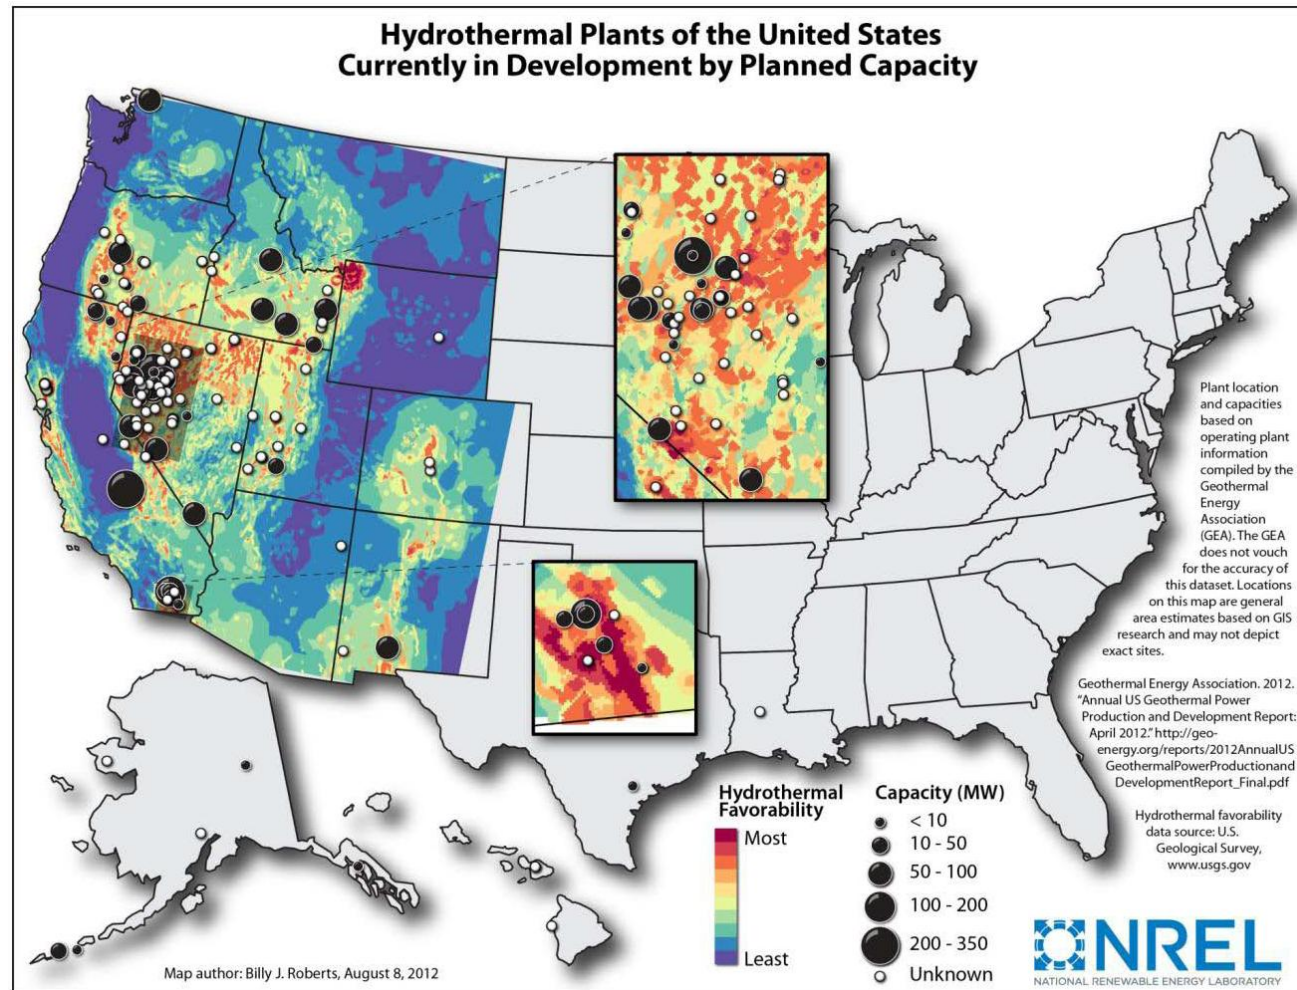 Hydrothermal Plants of the United States
Currently in Development by Planned Capacity
Plant location
and capacities
based on
operating plant
information
compiled by the
Geothermal
Energy
Association
(GEA). The GEA
does not vouch
for the accuracy of
this dataset. Locations
on this map are general
area estimates based on GIS
research and may not depict
exact sites.
Geothermal Energy Association. 2012.
"Annual US Geothermal Power
Production and Development Report:
April 2012." http://geo-
energy.org/reports/2012AnnualUS
GeothermalPowerProductionand
DevelopmentReport_Final.pdf
Hydrothermal favorability
data source: U.S.
Geological Survey,
www.usgs.gov
Hydrothermal
Favorability
Most
Least
Capacity (MW)
< 10
10 - 50
50 - 100
100 - 200
200 - 350
Unknown
Map author: Billy J. Roberts, August 8, 2012
NREL
NATIONAL RENEWABLE ENERGY LABORATORY